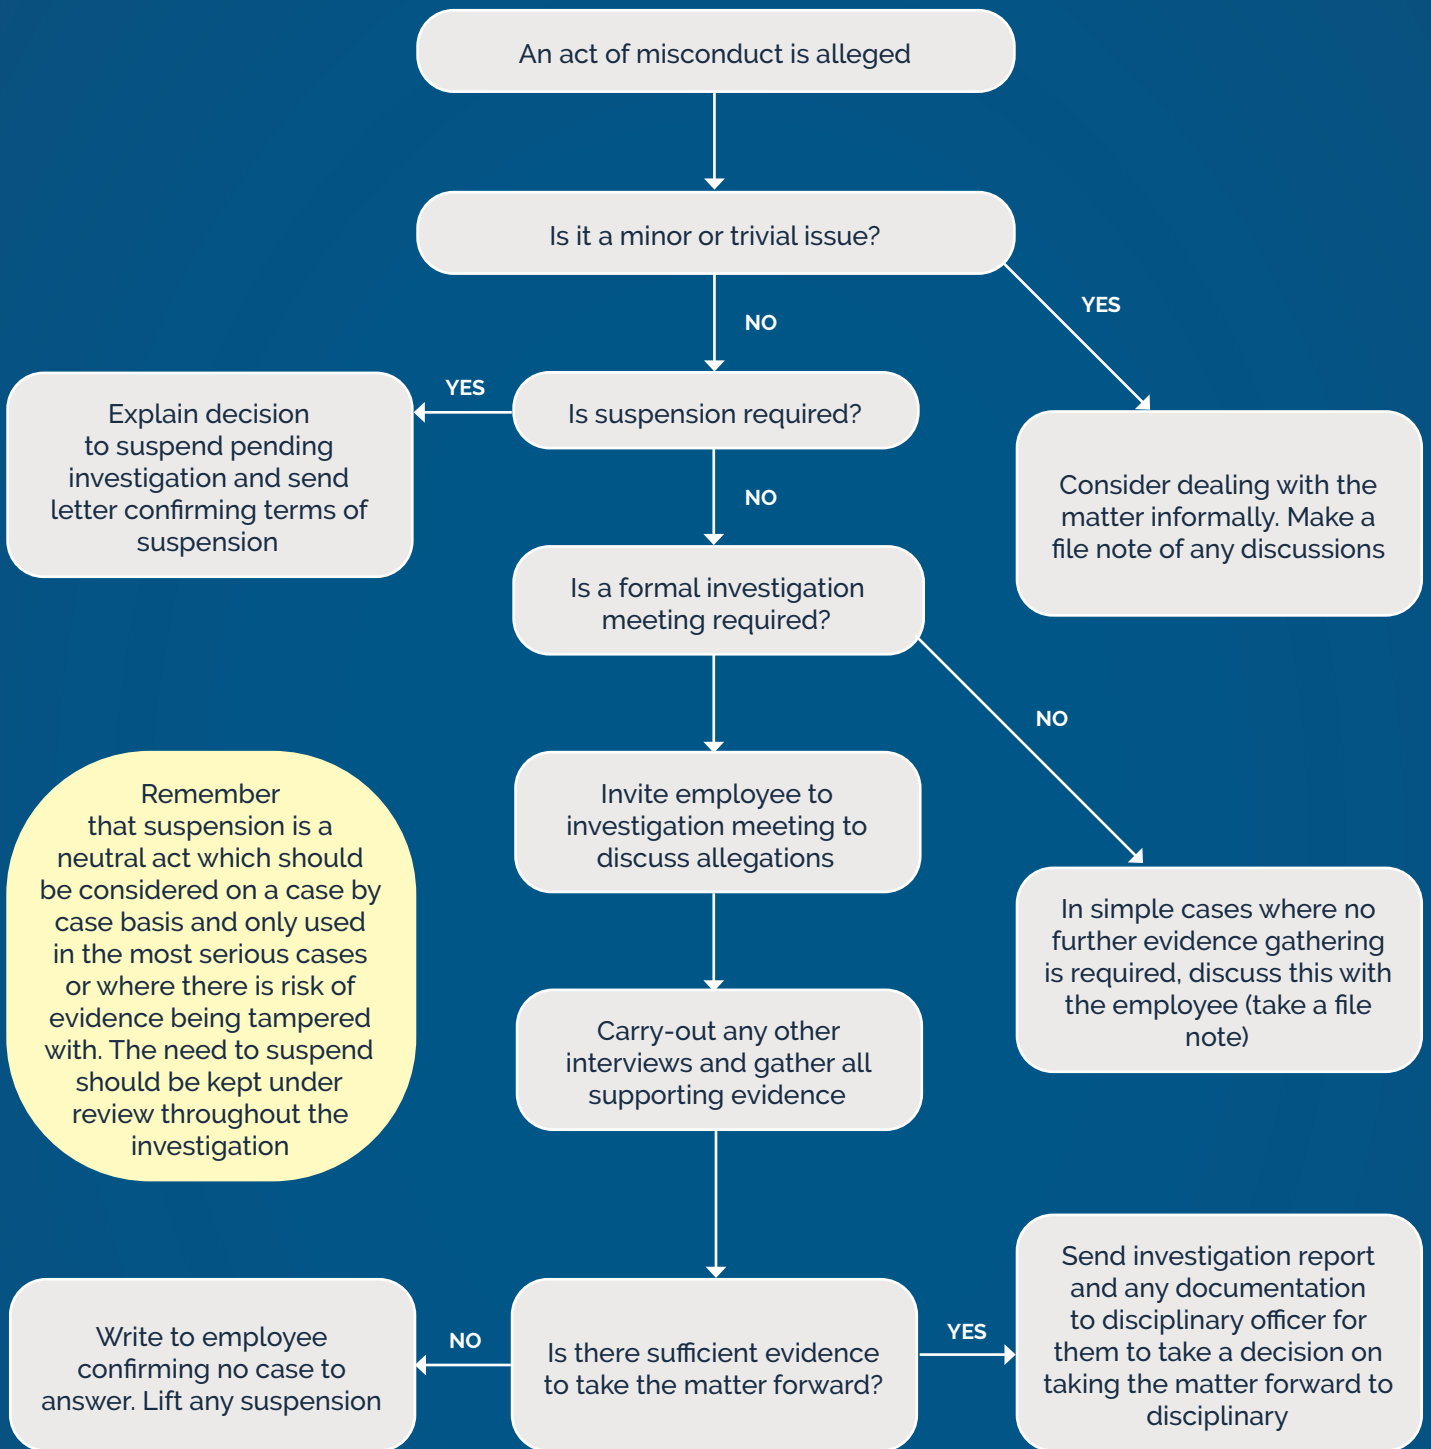 An act of misconduct is alleged
Is it a minor or trivial issue?
YES
NO
YES
Is suspension required?
Explain decision
to suspend pending
investigation and send
letter confirming terms of
suspension
NO
Consider dealing with the
matter informally. Make a
file note of any discussions
Is a formal investigation
meeting required?
NO
Remember
that suspension is a
neutral act which should
be considered on a case by
case basis and only used
in the most serious cases
or where there is risk of
evidence being tampered
with. The need to suspend
should be kept under
review throughout the
investigation
Invite employee to
investigation meeting to
discuss allegations
In simple cases where no
further evidence gathering
is required, discuss this with
the employee (take a file
note)
Carry-out any other
interviews and gather all
supporting evidence
Is there sufficient evidence
to take the matter forward?
NO
Write to employee
confirming no case to
answer. Lift any suspension
YES
Send investigation report
and any documentation
to disciplinary officer for
them to take a decision on
taking the matter forward to
disciplinary